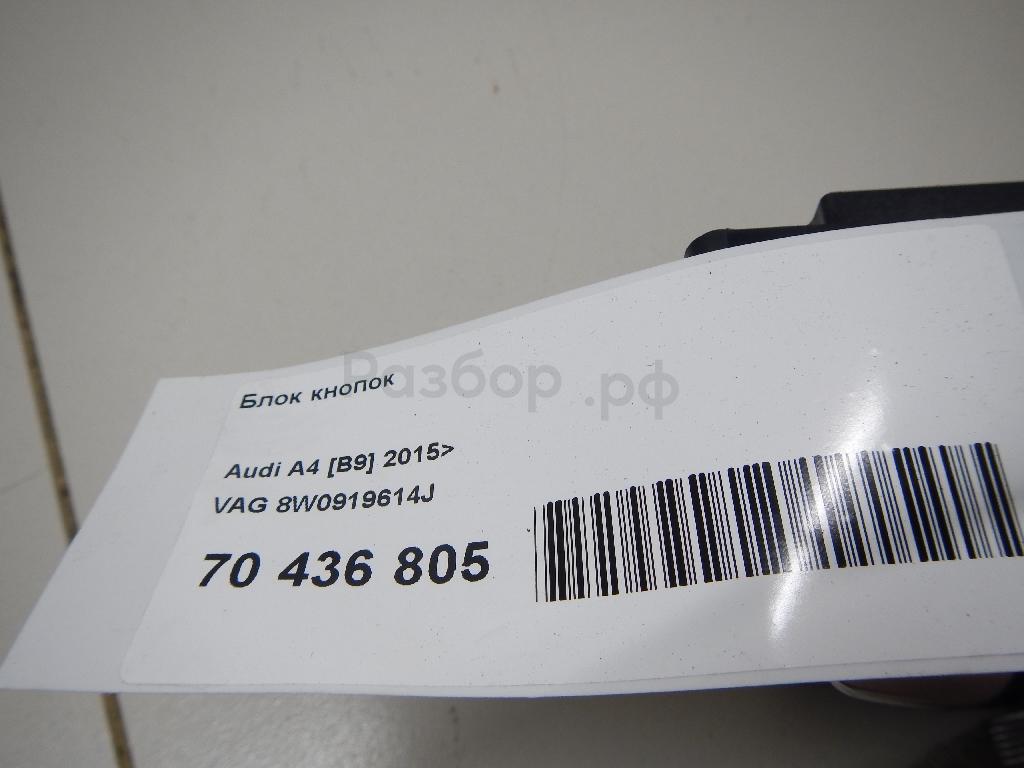 Разбор.рф
Блок кнопок
Audi A4 [B9] 2015>
VAG 8W0919614J
70 436 805